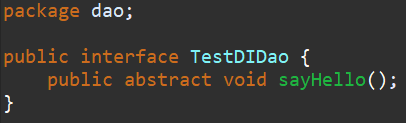 package dao;
public interface TestDIDao {
    public abstract void sayHello();
}